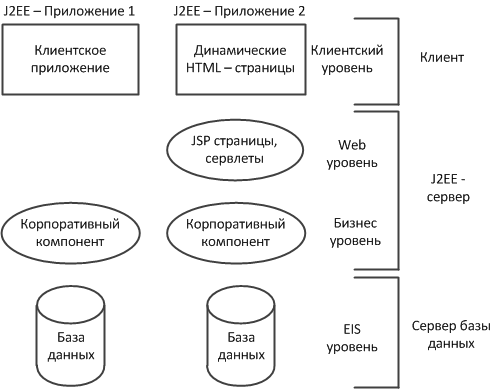 J2EE – Приложение 1
J2EE – Приложение 2
Клиентское
приложение
Динамические
HTML – страницы
Клиентский
уровень
Клиент
JSP страницы,
сервлеты
Web
уровень
J2EE -
сервер
Корпоративный
компонент
Корпоративный
компонент
Бизнес
уровень
База
данных
База
данных
EIS
уровень
Сервер базы
данных